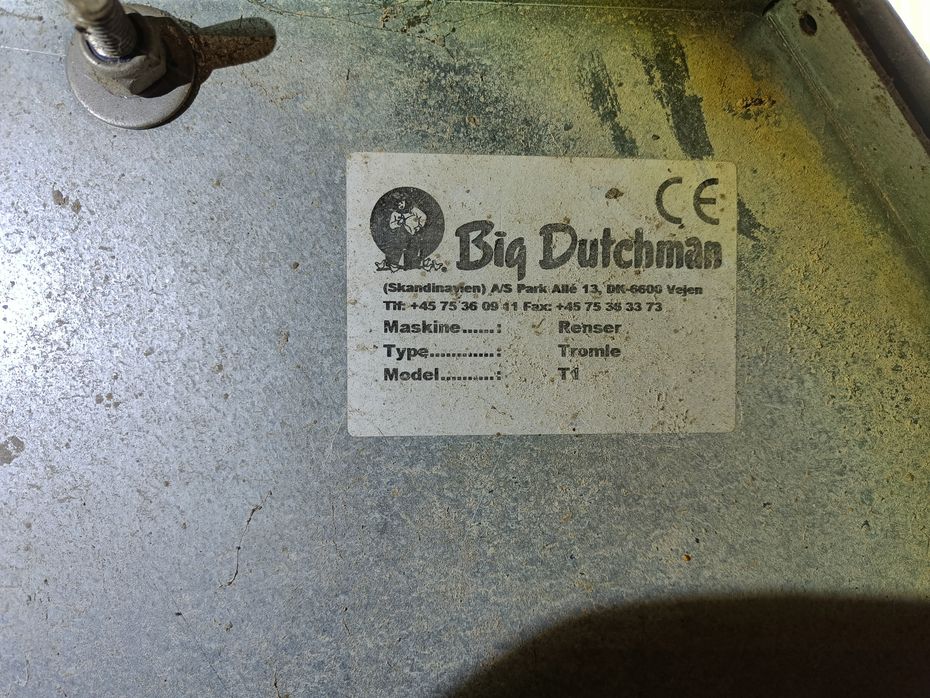 CE
Big Dutchman
(Skandinavien) A/S Park Allé 13, DK-6600 Vejen
Tlf: +45 75 36 09 11 Fax: +45 75 36 33 73
Maskine......: Renser
Type............: Tromle
Model..........: T1